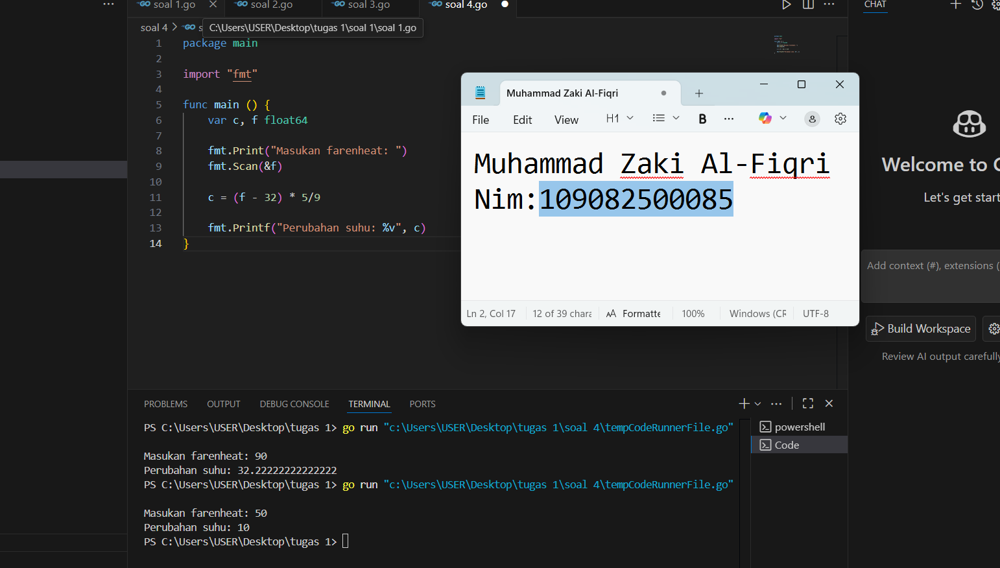 soal 1.go
soal 2.go
soal 3.go
soal 4.go
CHAT
soal 4 > GO s
C:\Users\USER\Desktop\tugas 1\soal 1\soal 1.go
1 package main
2
3 import "fmt"
4
5 func main () {
6 var c, f float64
7
8 fmt.Print("Masukan farenheat: ")
9 fmt.Scan(&f)
10
11 c = (f - 32) * 5/9
12
13 fmt.Printf("Perubahan suhu: %v", c)
14 }
Muhammad Zaki Al-Fiqri
File Edit View H1 B
Muhammad Zaki Al-Fiqri
Nim:109082500085
Ln 2, Col 17 12 of 39 chara Formatte 100% Windows (CR UTF-8
Welcome to
Let's get start
Add context (#), extensions (
Build Workspace
Review AI output carefully
PROBLEMS OUTPUT DEBUG CONSOLE TERMINAL PORTS
PS C:\Users\USER\Desktop\tugas 1> go run "c:\Users\USER\Desktop\tugas 1\soal 4\tempCodeRunnerFile.go"
Masukan farenheat: 90
Perubahan suhu: 32.22222222222222
PS C:\Users\USER\Desktop\tugas 1> go run "c:\Users\USER\Desktop\tugas 1\soal 4\tempCodeRunnerFile.go"
Masukan farenheat: 50
Perubahan suhu: 10
PS C:\Users\USER\Desktop\tugas 1>
powershell
Code